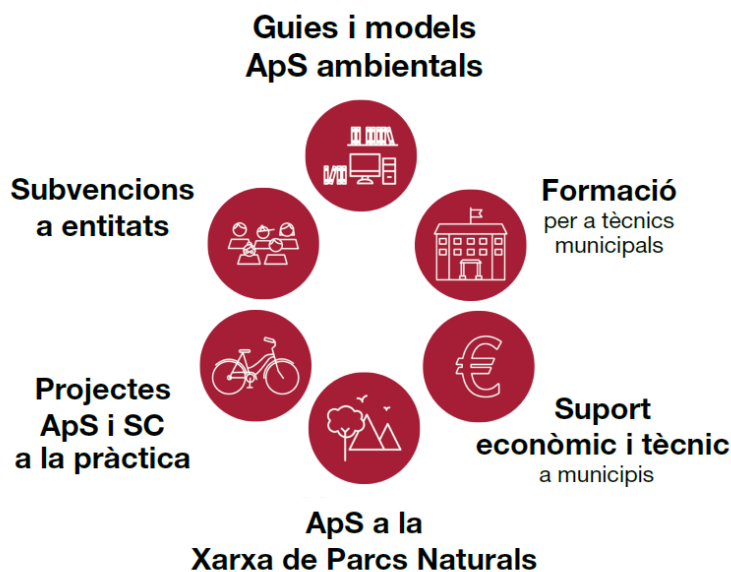 Guies i models
ApS ambientals
Subvencions
a entitats
Formació
per a tècnics
municipals
Projectes
ApS i SC
a la pràctica
Suport
econòmic i tècnic
a municipis
ApS a la
Xarxa de Parcs Naturals